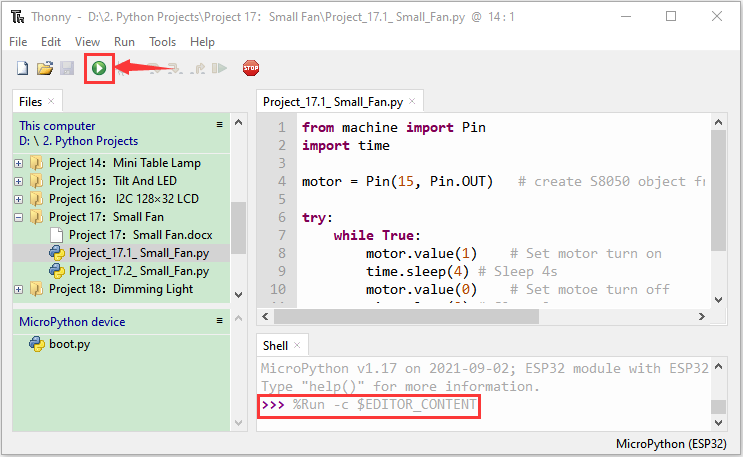 Thonny - D:\2. Python Projects\Project 17: Small Fan\Project_17.1_ Small_Fan.py @ 14 : 1
File Edit View Run Tools Help
STOP
Files
This computer
D: \ 2. Python Projects
Project 14: Mini Table Lamp
Project 15: Tilt And LED
Project 16: I2C 128×32 LCD
Project 17: Small Fan
Project 17: Small Fan.docx
Project_17.1_ Small_Fan.py
Project_17.2_ Small_Fan.py
Project 18: Dimming Light
MicroPython device
boot.py
Project_17.1_ Small_Fan.py
1 from machine import Pin
2 import time
3
4 motor = Pin(15, Pin.OUT) # create S8050 object fr
5
6 try:
7 while True:
8 motor.value(1) # Set motor turn on
9 time.sleep(4) # Sleep 4s
10 motor.value(0) # Set motoe turn off
Shell
MicroPython v1.17 on 2021-09-02; ESP32 module with ESP32
Type "help()" for more information.
>>> %Run -c $EDITOR_CONTENT
MicroPython (ESP32)